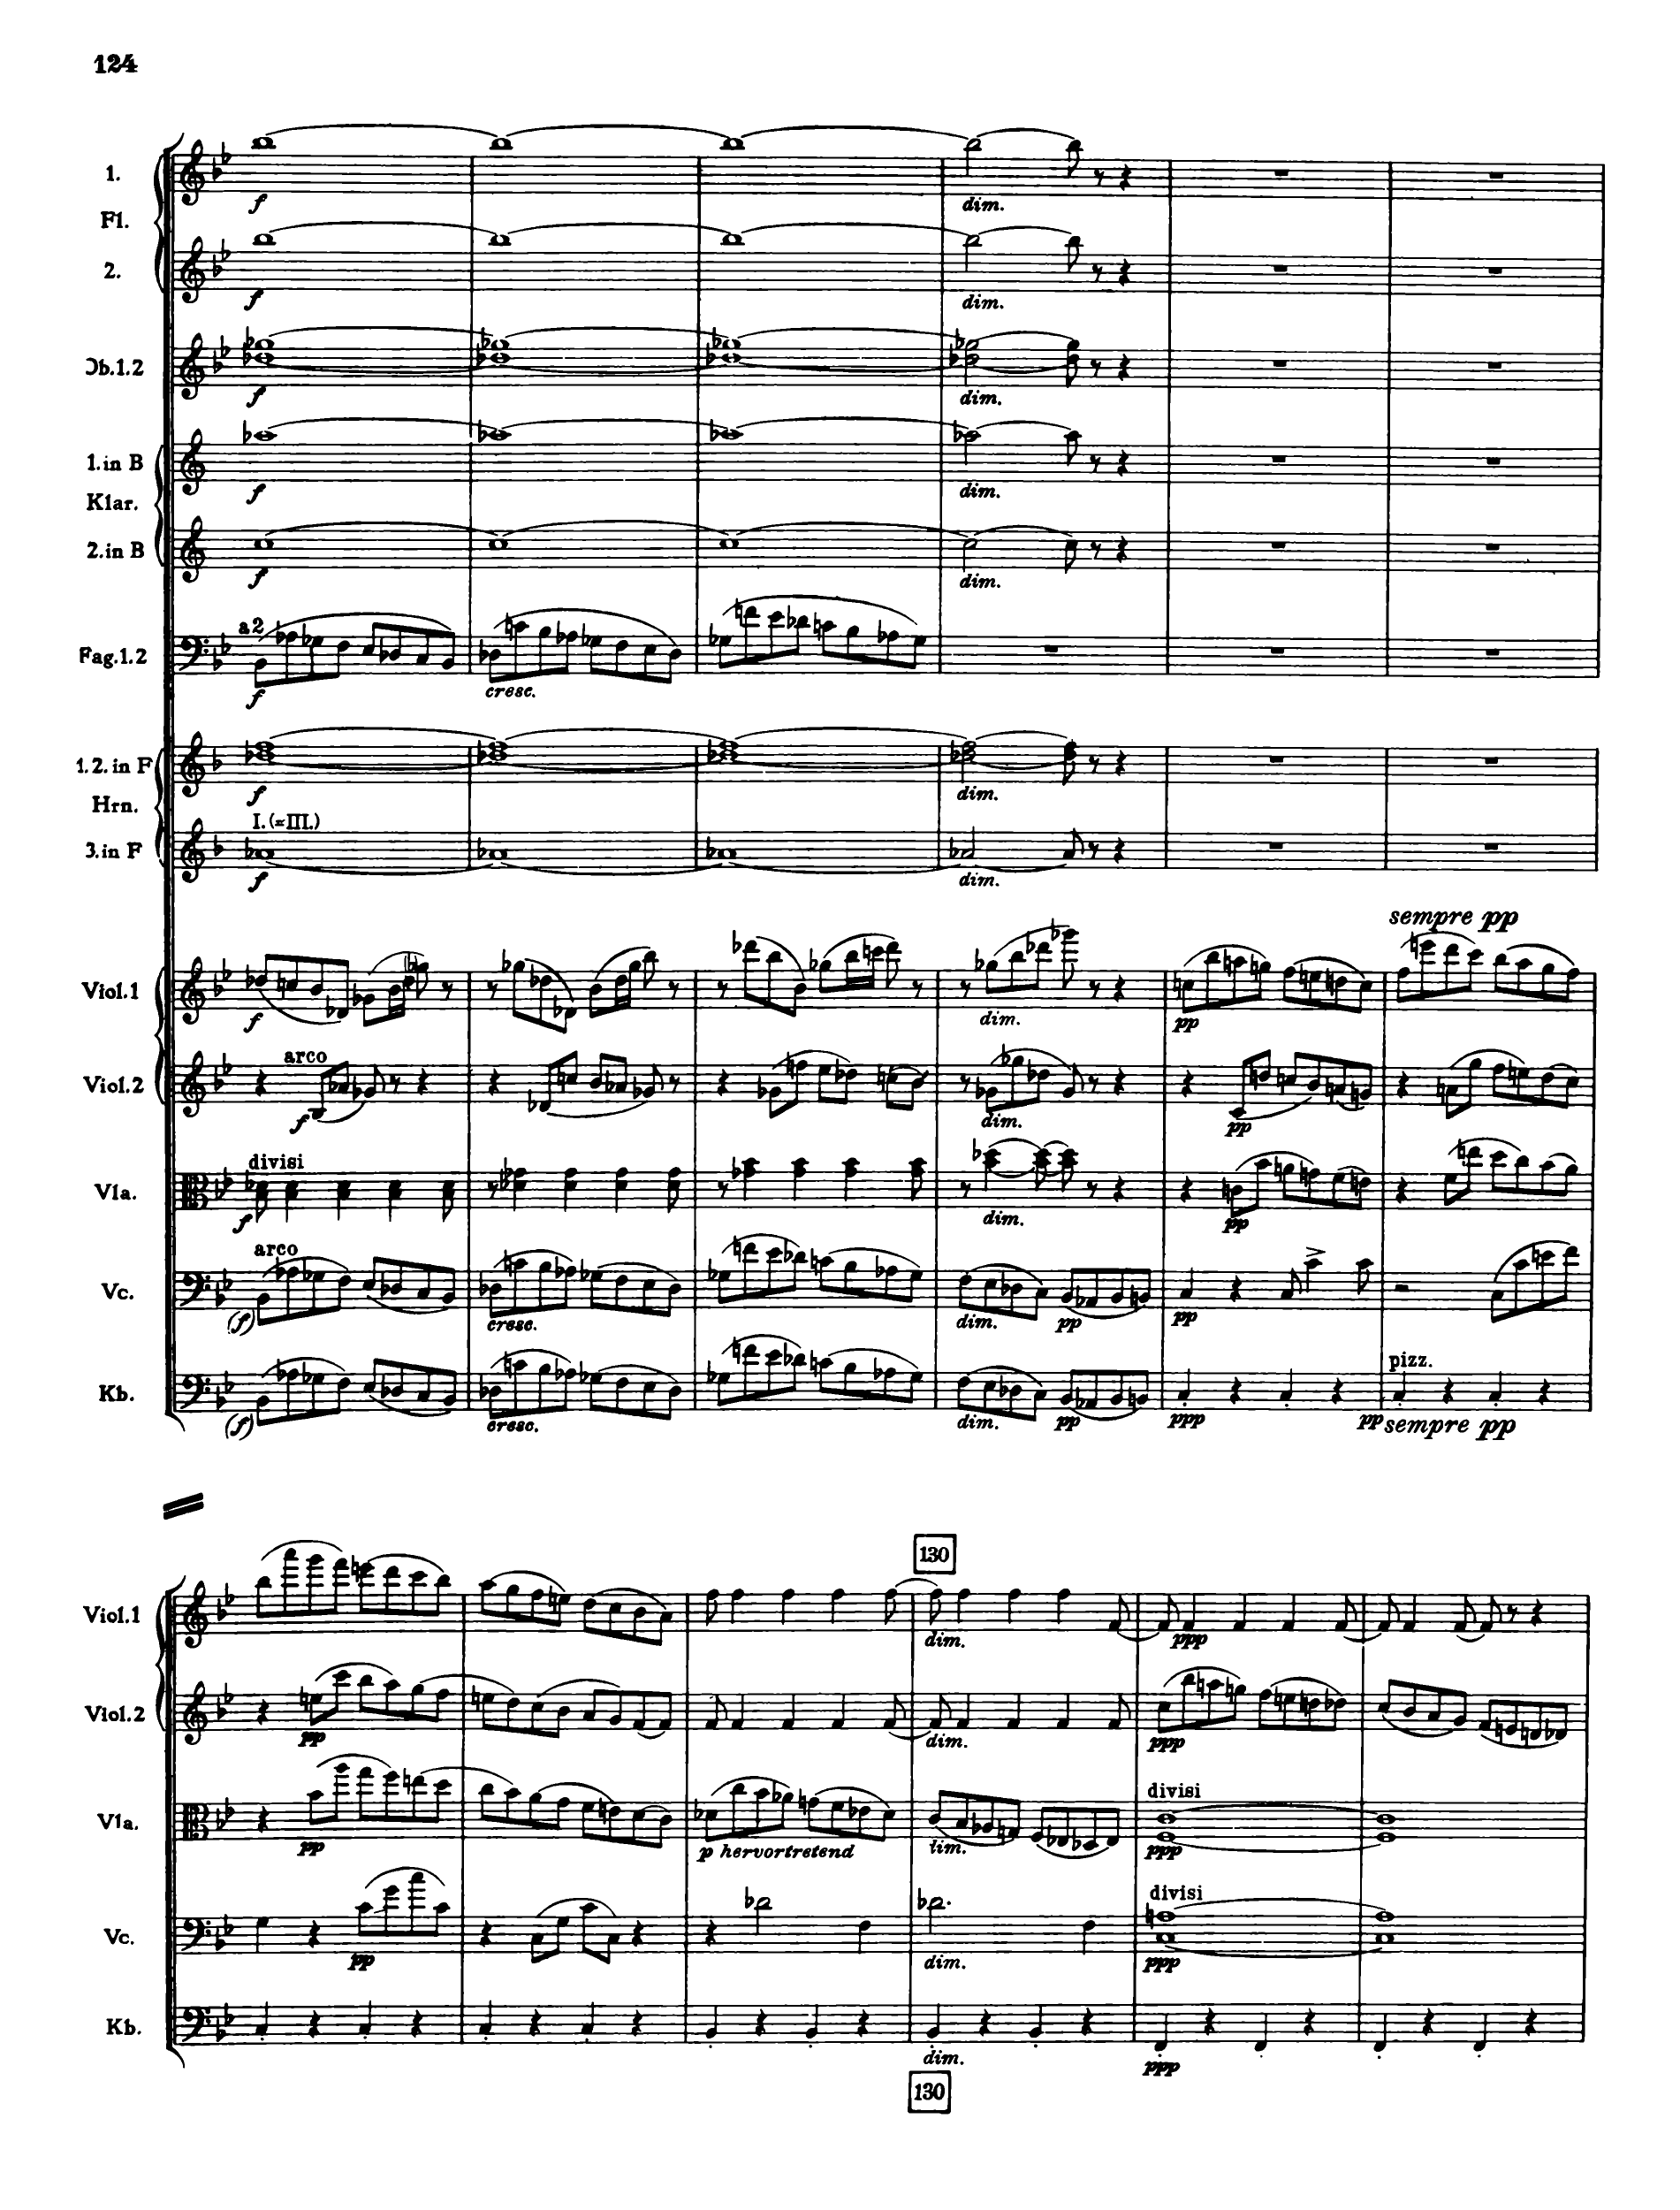 124
1.
f
dim.
Fl.
2.
f
dim.
Ob.1.2
f
dim.
1. in B
f
dim.
Klar.
2. in B
f
dim.
a2
Fag.1.2
f
cresc.
1. 2. in F
f
dim.
Hrn.
I. (=III.)
3. in F
f
dim.
sempre pp
Viol.1
f
dim.
pp
arco
Viol.2
f
dim.
pp
divisi
Vla.
f
dim.
pp
arco
Vc.
(f)
cresc.
dim.
pp
pp
pizz.
Kb.
(f)
cresc.
dim.
pp
ppp
pp
sempre pp
130
Viol.1
dim.
ppp
Viol.2
pp
dim.
ppp
divisi
Vla.
pp
p hervortretend
dim.
ppp
divisi
Vc.
pp
dim.
ppp
Kb.
dim.
ppp
130